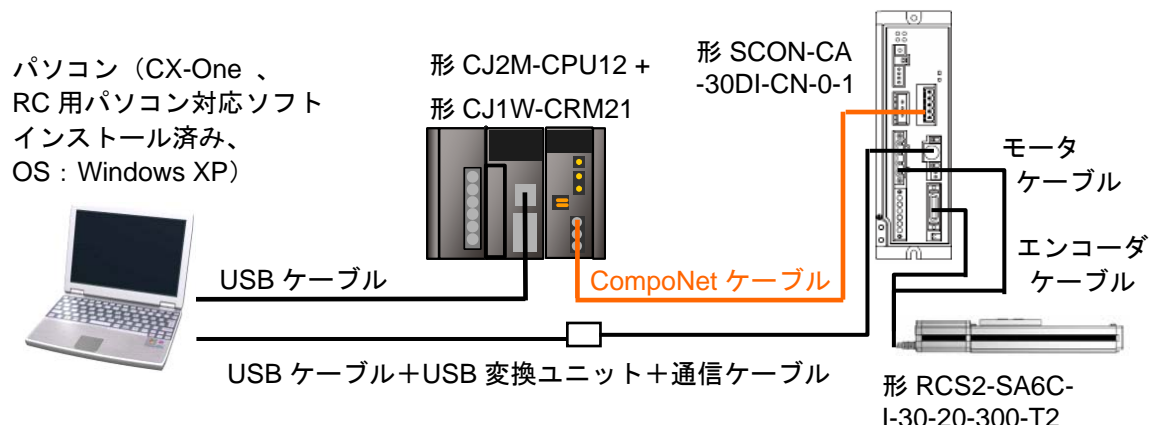 パソコン（CX-One 、
RC 用パソコン対応ソフト
インストール済み、
OS：Windows XP）
形 CJ2M-CPU12 +
形 CJ1W-CRM21
形 SCON-CA
-30DI-CN-0-1
モータ
ケーブル
エンコーダ
ケーブル
USB ケーブル
CompoNet ケーブル
USB ケーブル＋USB 変換ユニット＋通信ケーブル
形 RCS2-SA6C-
I-30-20-300-T2